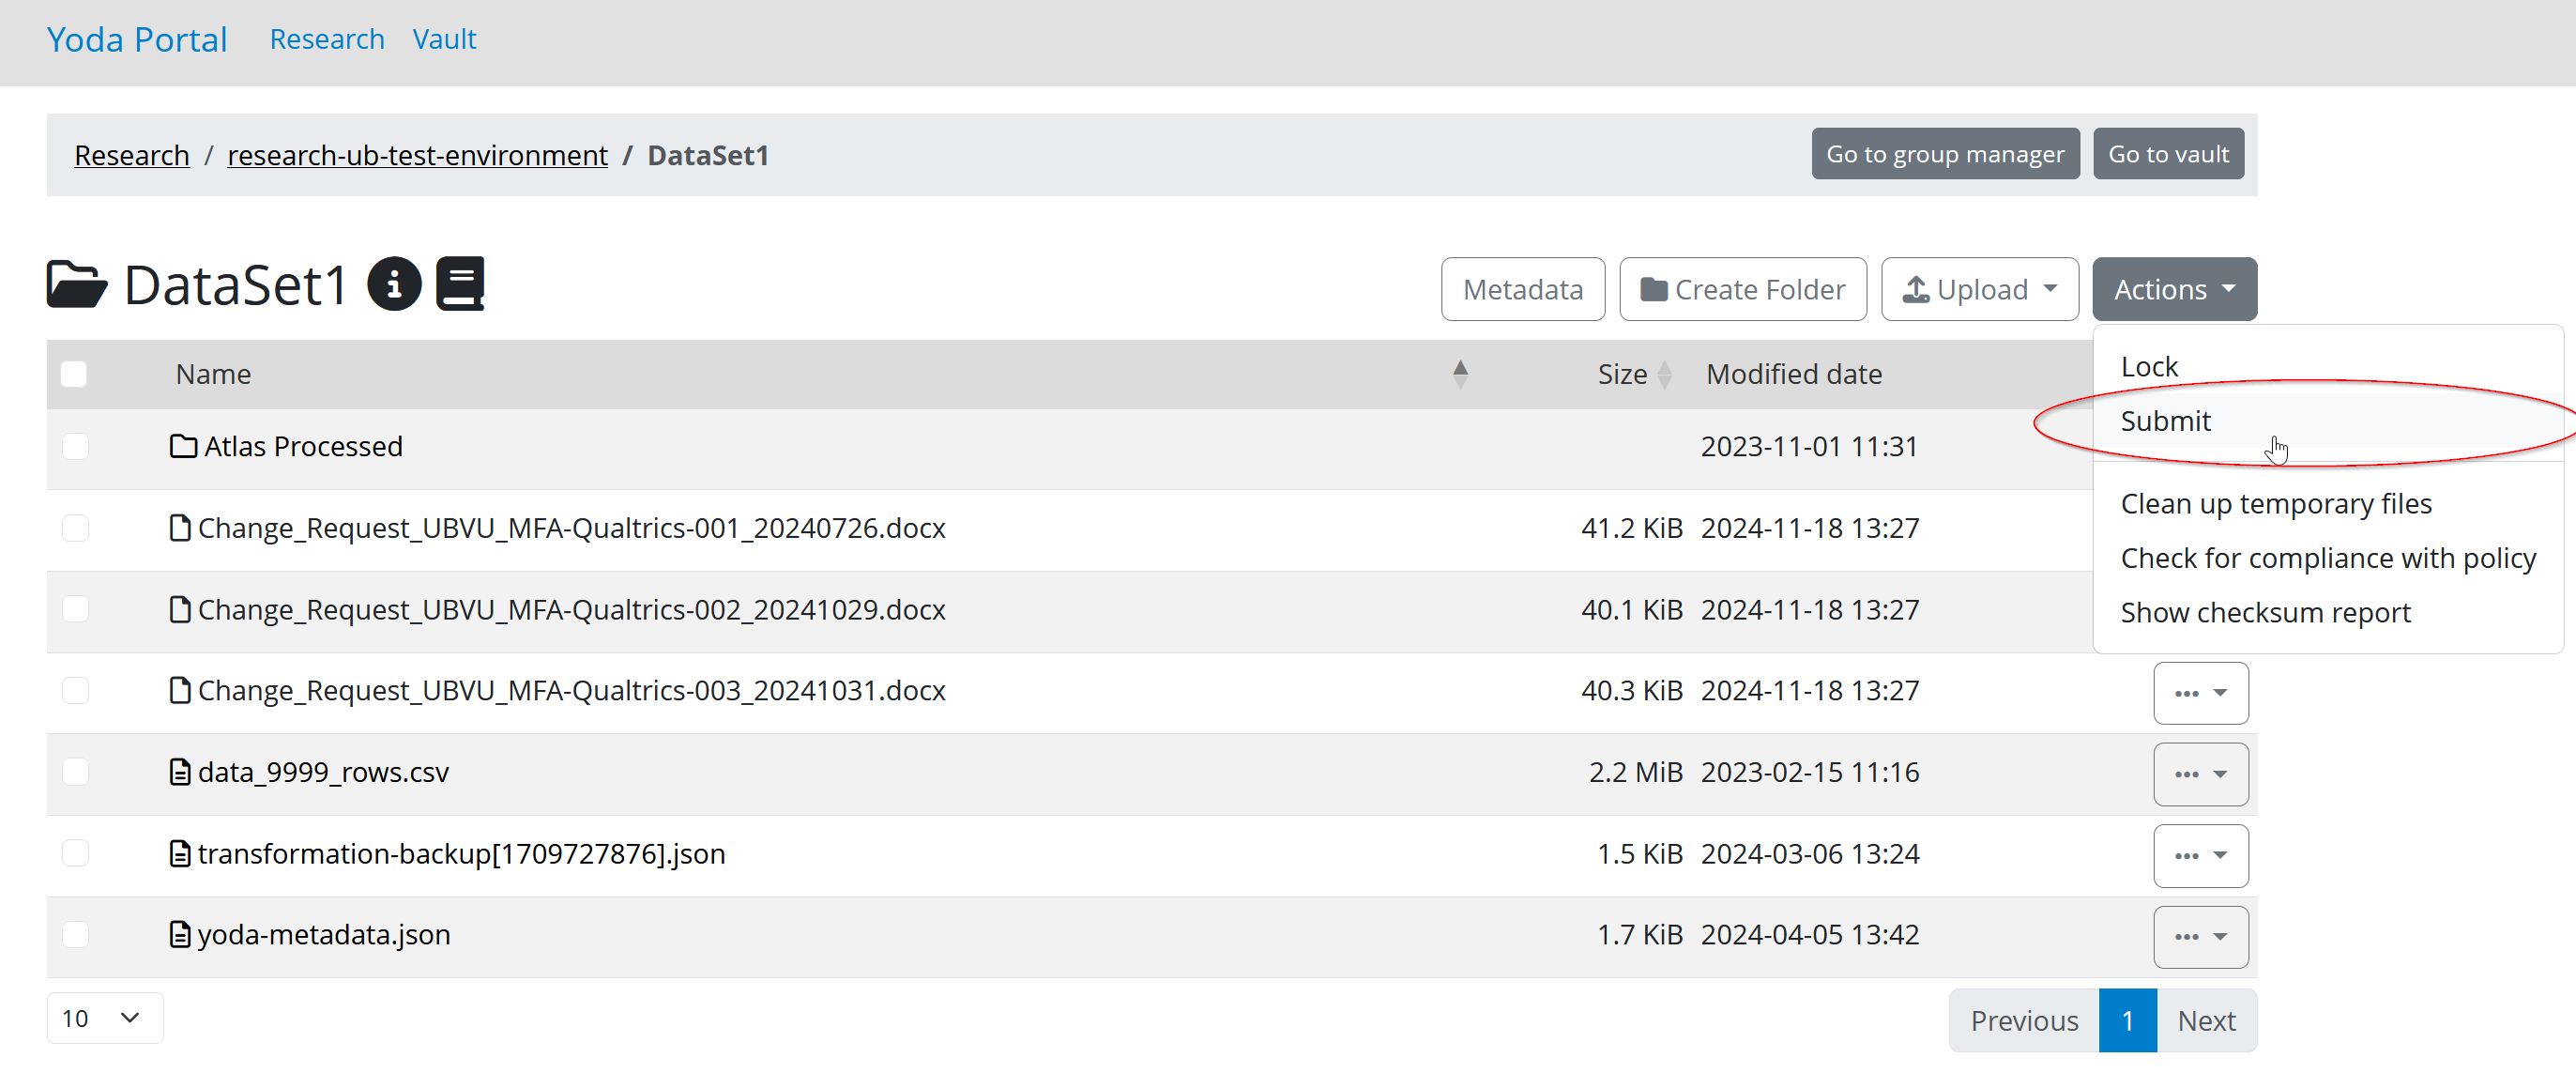 Yoda Portal Research Vault
Research / research-ub-test-environment / DataSet1 Go to group manager Go to vault
DataSet1 Metadata Create Folder Upload Actions
Name Size Modified date
Lock
Submit
Clean up temporary files
Check for compliance with policy
Show checksum report
Atlas Processed 2023-11-01 11:31
Change_Request_UBVU_MFA-Qualtrics-001_20240726.docx 41.2 KiB 2024-11-18 13:27
Change_Request_UBVU_MFA-Qualtrics-002_20241029.docx 40.1 KiB 2024-11-18 13:27
Change_Request_UBVU_MFA-Qualtrics-003_20241031.docx 40.3 KiB 2024-11-18 13:27
data_9999_rows.csv 2.2 MiB 2023-02-15 11:16
transformation-backup[1709727876].json 1.5 KiB 2024-03-06 13:24
yoda-metadata.json 1.7 KiB 2024-04-05 13:42
10 Previous 1 Next